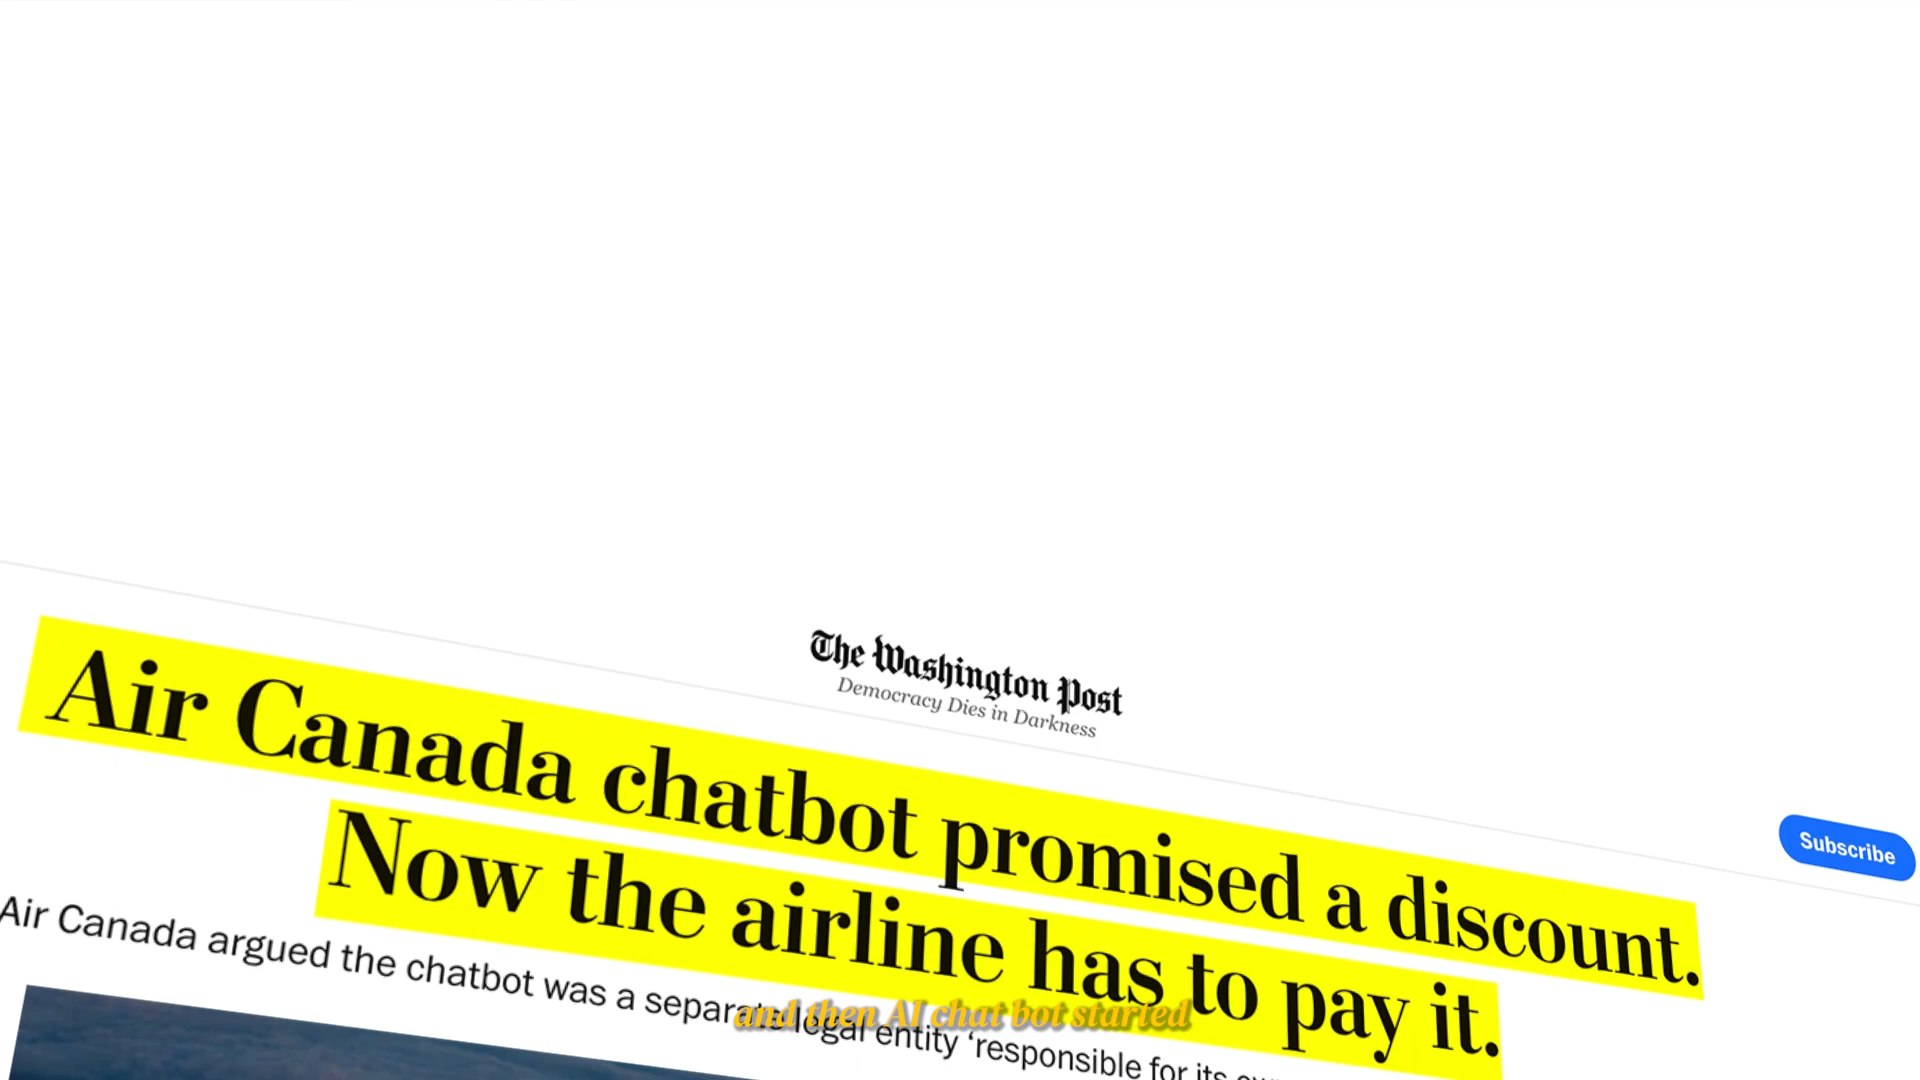 The Washington Post
Democracy Dies in Darkness
Subscribe
Air Canada chatbot promised a discount.
Now the airline has to pay it.
Air Canada argued the chatbot was a separate legal entity ‘responsible for its
and then AI chat bot started